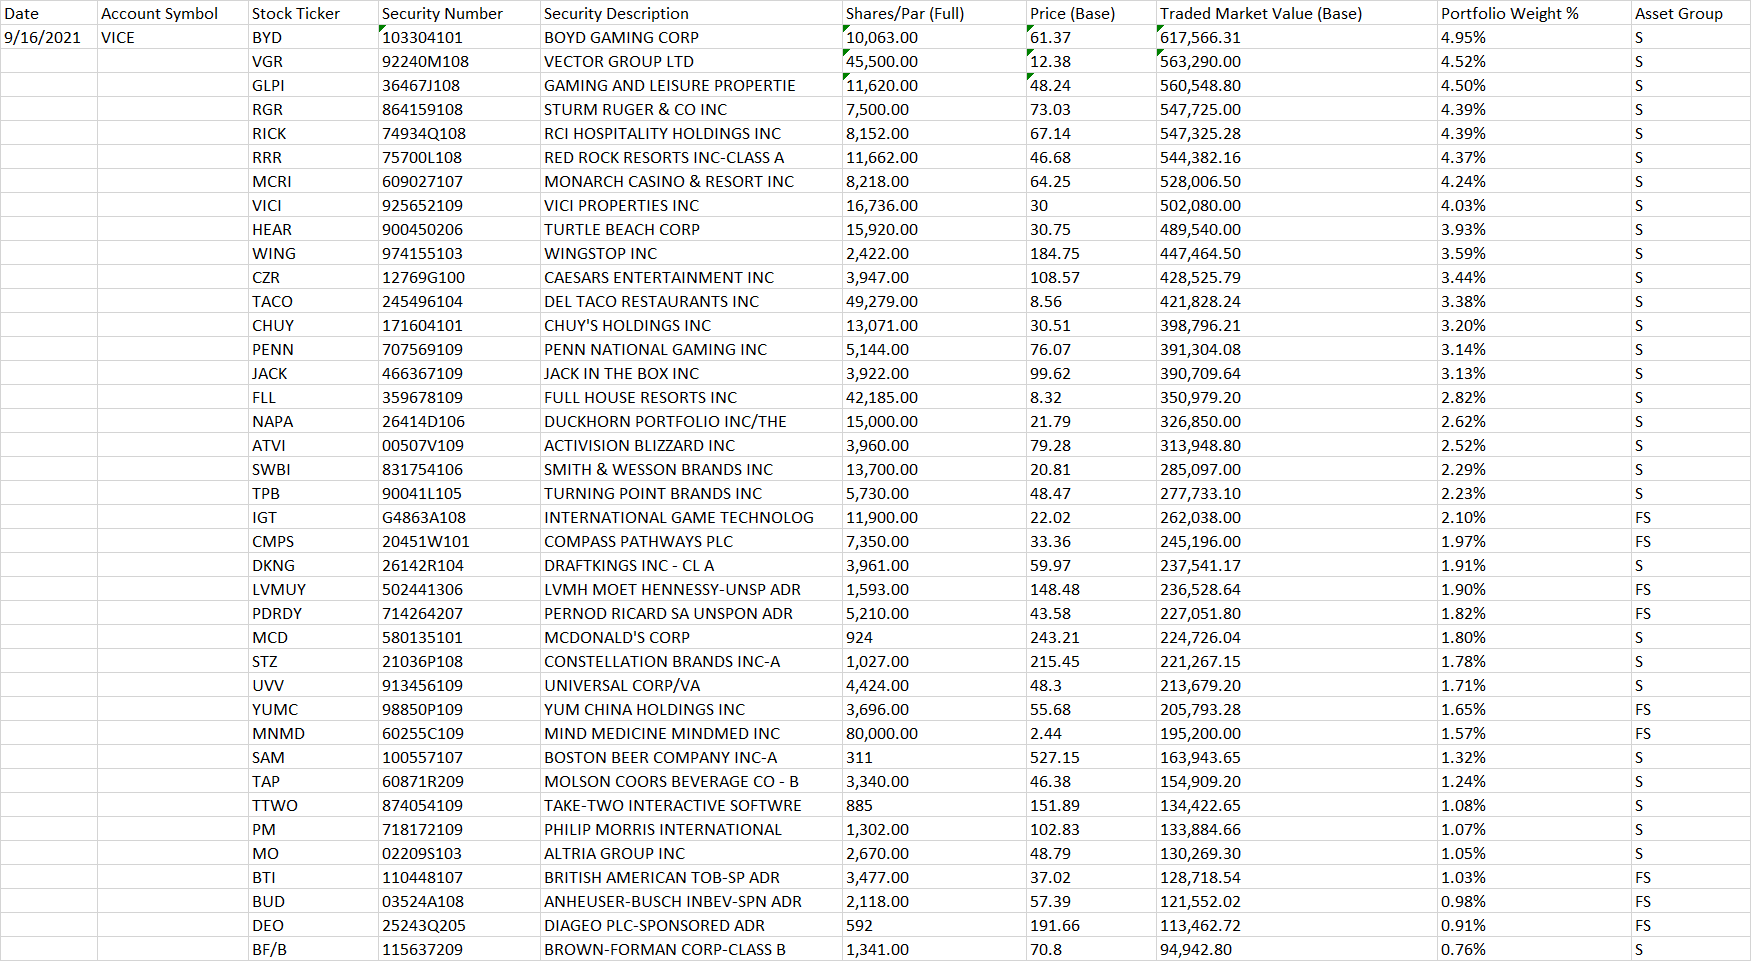 Date Account Symbol Stock Ticker Security Number Security Description Shares/Par (Full) Price (Base) Traded Market Value (Base) Portfolio Weight % Asset Group
9/16/2021 VICE BYD 103304101 BOYD GAMING CORP 10,063.00 61.37 617,566.31 4.95% S
VGR 92240M108 VECTOR GROUP LTD 45,500.00 12.38 563,290.00 4.52% S
GLPI 36467J108 GAMING AND LEISURE PROPERTIE 11,620.00 48.24 560,548.80 4.50% S
RGR 864159108 STURM RUGER & CO INC 7,500.00 73.03 547,725.00 4.39% S
RICK 74934Q108 RCI HOSPITALITY HOLDINGS INC 8,152.00 67.14 547,325.28 4.39% S
RRR 75700L108 RED ROCK RESORTS INC-CLASS A 11,662.00 46.68 544,382.16 4.37% S
MCRI 609027107 MONARCH CASINO & RESORT INC 8,218.00 64.25 528,006.50 4.24% S
VICI 925652109 VICI PROPERTIES INC 16,736.00 30 502,080.00 4.03% S
HEAR 900450206 TURTLE BEACH CORP 15,920.00 30.75 489,540.00 3.93% S
WING 974155103 WINGSTOP INC 2,422.00 184.75 447,464.50 3.59% S
CZR 12769G100 CAESARS ENTERTAINMENT INC 3,947.00 108.57 428,525.79 3.44% S
TACO 245496104 DEL TACO RESTAURANTS INC 49,279.00 8.56 421,828.24 3.38% S
CHUY 171604101 CHUY'S HOLDINGS INC 13,071.00 30.51 398,796.21 3.20% S
PENN 707569109 PENN NATIONAL GAMING INC 5,144.00 76.07 391,304.08 3.14% S
JACK 466367109 JACK IN THE BOX INC 3,922.00 99.62 390,709.64 3.13% S
FLL 359678109 FULL HOUSE RESORTS INC 42,185.00 8.32 350,979.20 2.82% S
NAPA 26414D106 DUCKHORN PORTFOLIO INC/THE 15,000.00 21.79 326,850.00 2.62% S
ATVI 00507V109 ACTIVISION BLIZZARD INC 3,960.00 79.28 313,948.80 2.52% S
SWBI 831754106 SMITH & WESSON BRANDS INC 13,700.00 20.81 285,097.00 2.29% S
TPB 90041L105 TURNING POINT BRANDS INC 5,730.00 48.47 277,733.10 2.23% S
IGT G4863A108 INTERNATIONAL GAME TECHNOLOG 11,900.00 22.02 262,038.00 2.10% FS
CMPS 20451W101 COMPASS PATHWAYS PLC 7,350.00 33.36 245,196.00 1.97% FS
DKNG 26142R104 DRAFTKINGS INC - CL A 3,961.00 59.97 237,541.17 1.91% S
LVMUY 502441306 LVMH MOET HENNESSY-UNSP ADR 1,593.00 148.48 236,528.64 1.90% FS
PDRDY 714264207 PERNOD RICARD SA UNSPON ADR 5,210.00 43.58 227,051.80 1.82% FS
MCD 580135101 MCDONALD'S CORP 924 243.21 224,726.04 1.80% S
STZ 21036P108 CONSTELLATION BRANDS INC-A 1,027.00 215.45 221,267.15 1.78% S
UVV 913456109 UNIVERSAL CORP/VA 4,424.00 48.3 213,679.20 1.71% S
YUMC 98850P109 YUM CHINA HOLDINGS INC 3,696.00 55.68 205,793.28 1.65% FS
MNMD 60255C109 MIND MEDICINE MINDMED INC 80,000.00 2.44 195,200.00 1.57% FS
SAM 100557107 BOSTON BEER COMPANY INC-A 311 527.15 163,943.65 1.32% S
TAP 60871R209 MOLSON COORS BEVERAGE CO - B 3,340.00 46.38 154,909.20 1.24% S
TTWO 874054109 TAKE-TWO INTERACTIVE SOFTWRE 885 151.89 134,422.65 1.08% S
PM 718172109 PHILIP MORRIS INTERNATIONAL 1,302.00 102.83 133,884.66 1.07% S
MO 02209S103 ALTRIA GROUP INC 2,670.00 48.79 130,269.30 1.05% S
BTI 110448107 BRITISH AMERICAN TOB-SP ADR 3,477.00 37.02 128,718.54 1.03% FS
BUD 03524A108 ANHEUSER-BUSCH INBEV-SPN ADR 2,118.00 57.39 121,552.02 0.98% FS
DEO 25243Q205 DIAGEO PLC-SPONSORED ADR 592 191.66 113,462.72 0.91% FS
BF/B 115637209 BROWN-FORMAN CORP-CLASS B 1,341.00 70.8 94,942.80 0.76% S